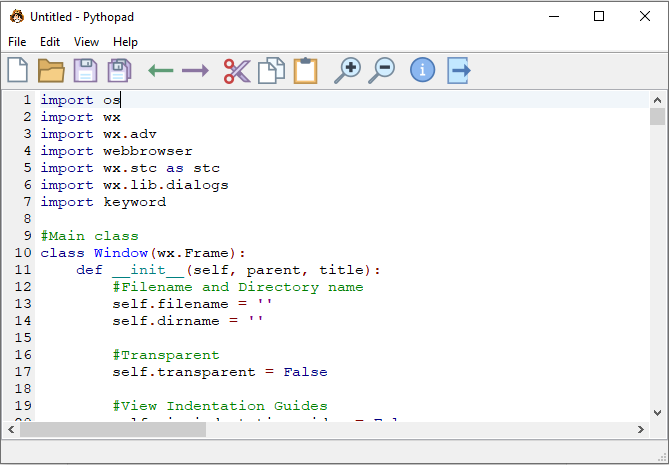 Untitled - Pythopad
File Edit View Help
1 import os
2 import wx
3 import wx.adv
4 import webbrowser
5 import wx.stc as stc
6 import wx.lib.dialogs
7 import keyword
8
9 #Main class
10 class Window(wx.Frame):
11     def __init__(self, parent, title):
12         #Filename and Directory name
13         self.filename = ''
14         self.dirname = ''
15
16         #Transparent
17         self.transparent = False
18
19         #View Indentation Guides